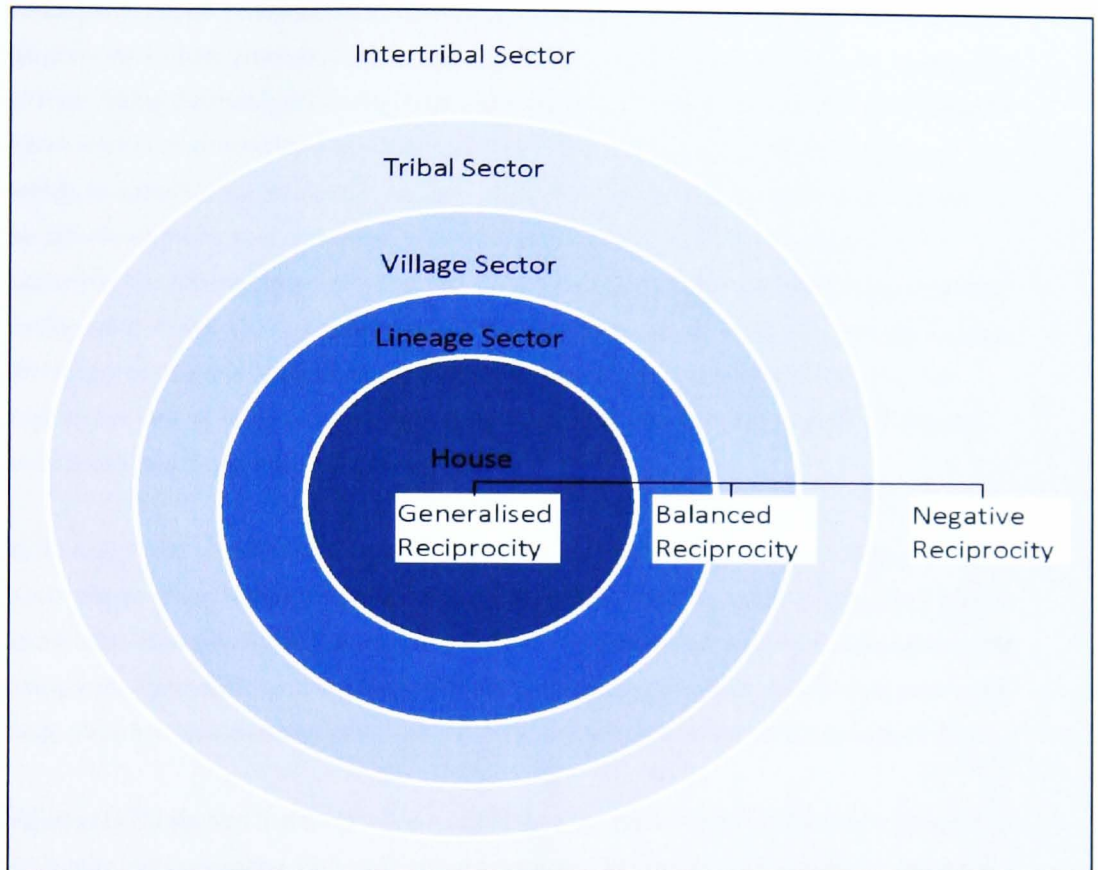 Intertribal Sector
Tribal Sector
Village Sector
Lineage Sector
House
Generalised
Reciprocity
Balanced
Reciprocity
Negative
Reciprocity